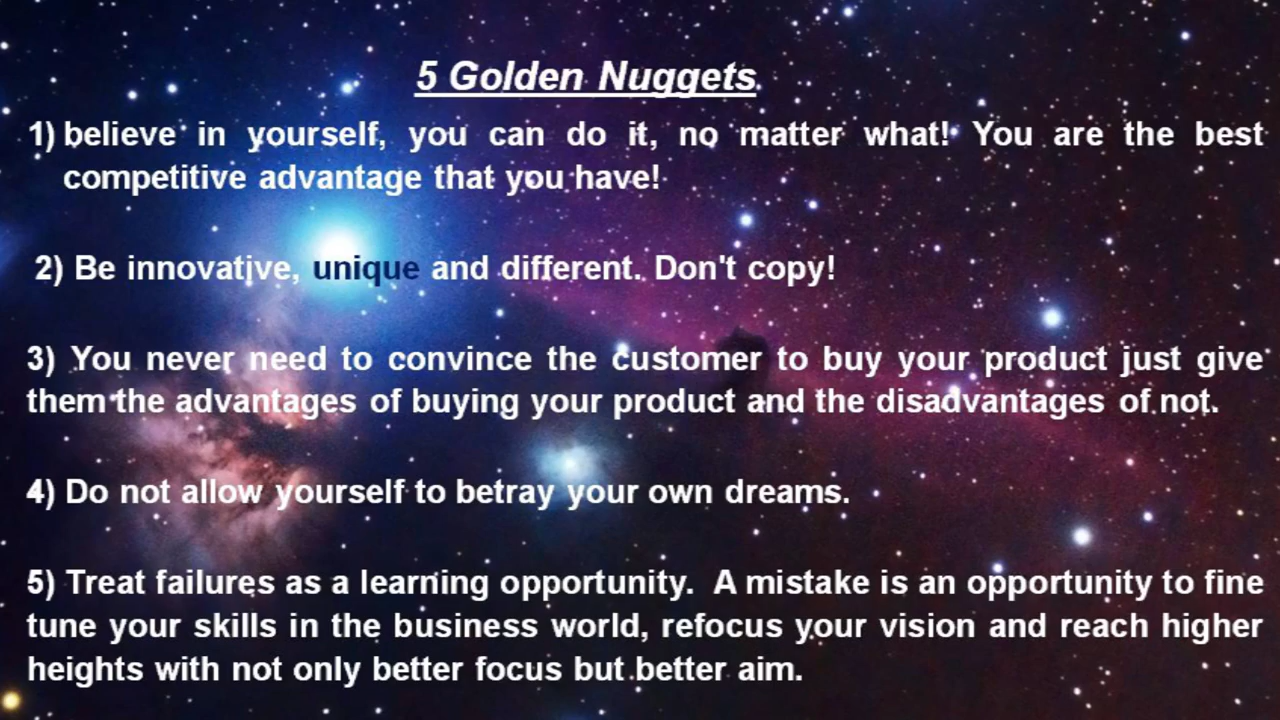 5 Golden Nuggets
1) believe in yourself, you can do it, no matter what! You are the best
competitive advantage that you have!
2) Be innovative, unique and different. Don't copy!
3) You never need to convince the customer to buy your product just give
them the advantages of buying your product and the disadvantages of not.
4) Do not allow yourself to betray your own dreams.
5) Treat failures as a learning opportunity.  A mistake is an opportunity to fine
tune your skills in the business world, refocus your vision and reach higher
heights with not only better focus but better aim.